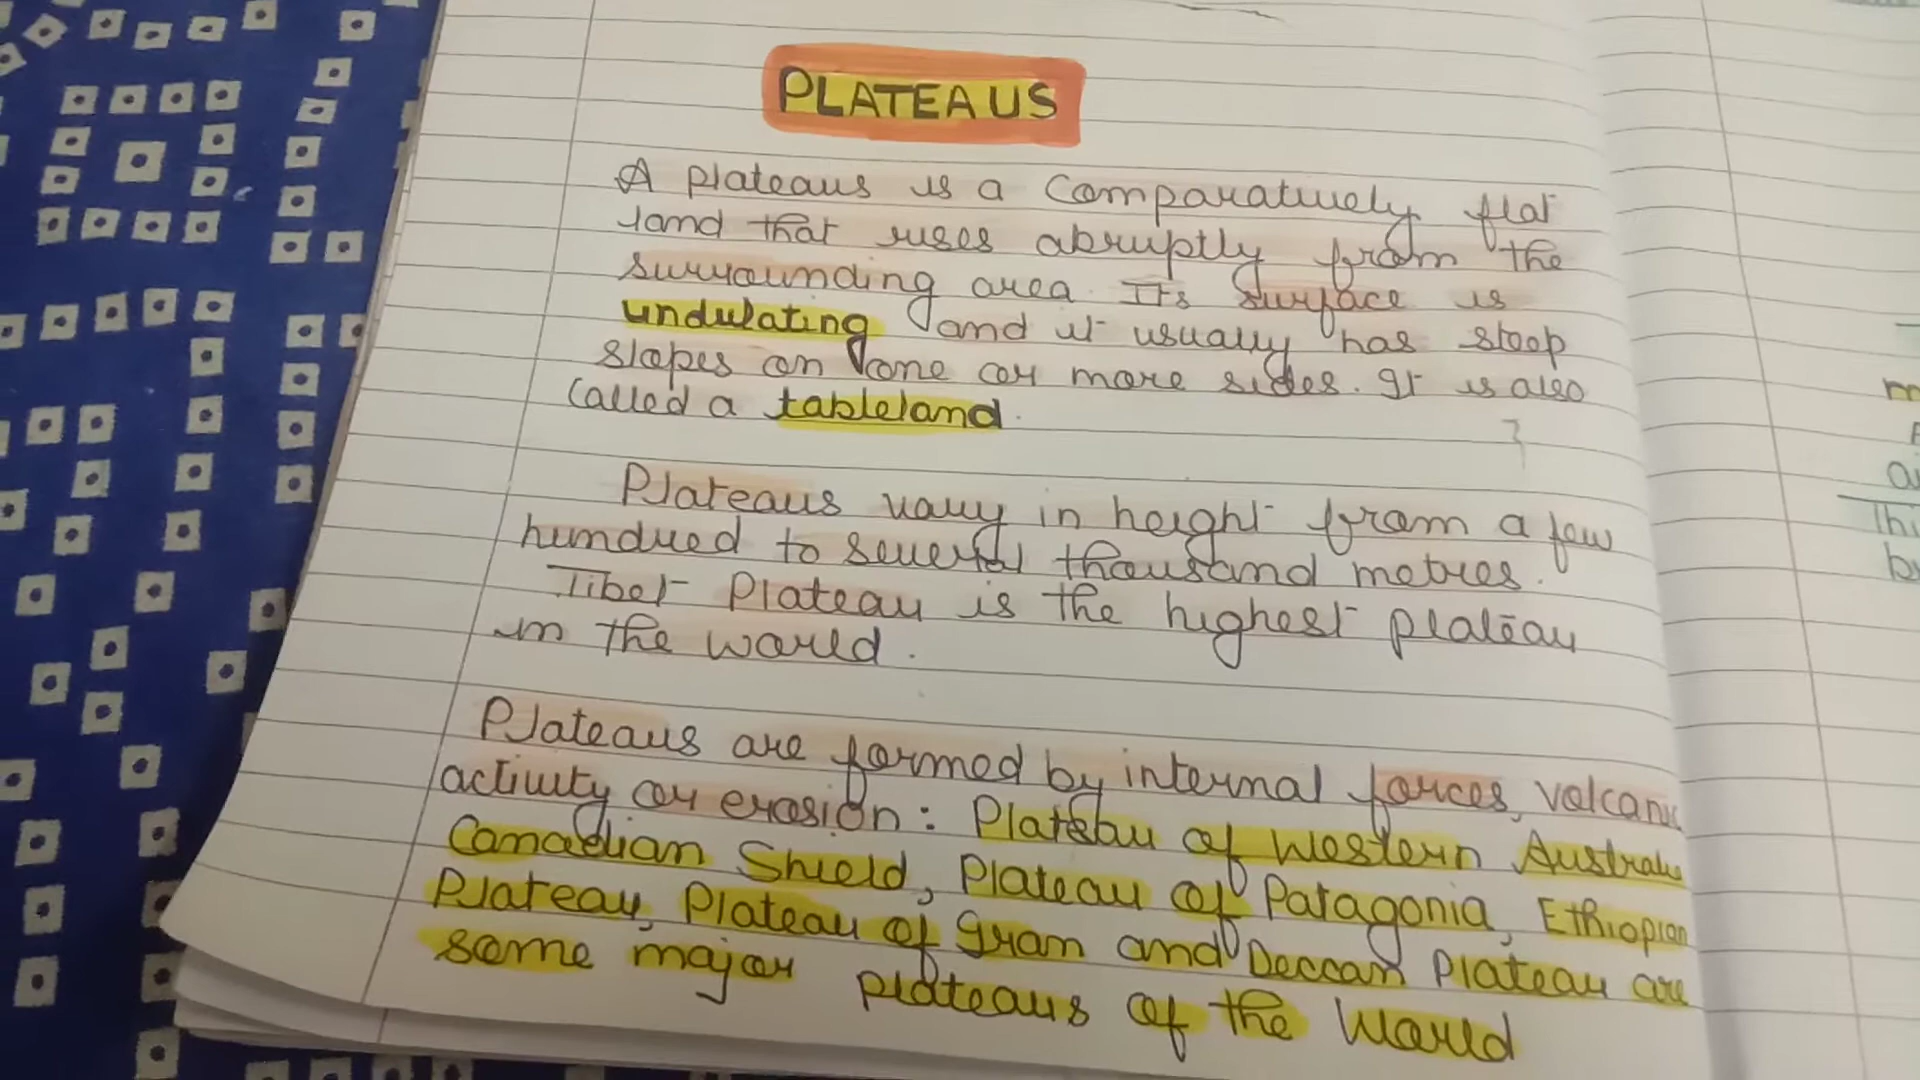 PLATEAUS
A plateaus is a comparatively flat
land that rises abruptly from the
surrounding area. Its surface is
undulating and it usually has steep
slopes on one or more sides. It is also
called a tableland.
Plateaus vary in height from a few
hundred to several thousand metres.
Tibet Plateau is the highest plateau
in the world.
Plateaus are formed by internal forces, volcanic
activity or erosion: Plateau of Western Australia
Canadian Shield, Plateau of Patagonia, Ethiopian
Plateau, Plateau of Iran and Deccan Plateau are
some major plateaus of the World
Thi